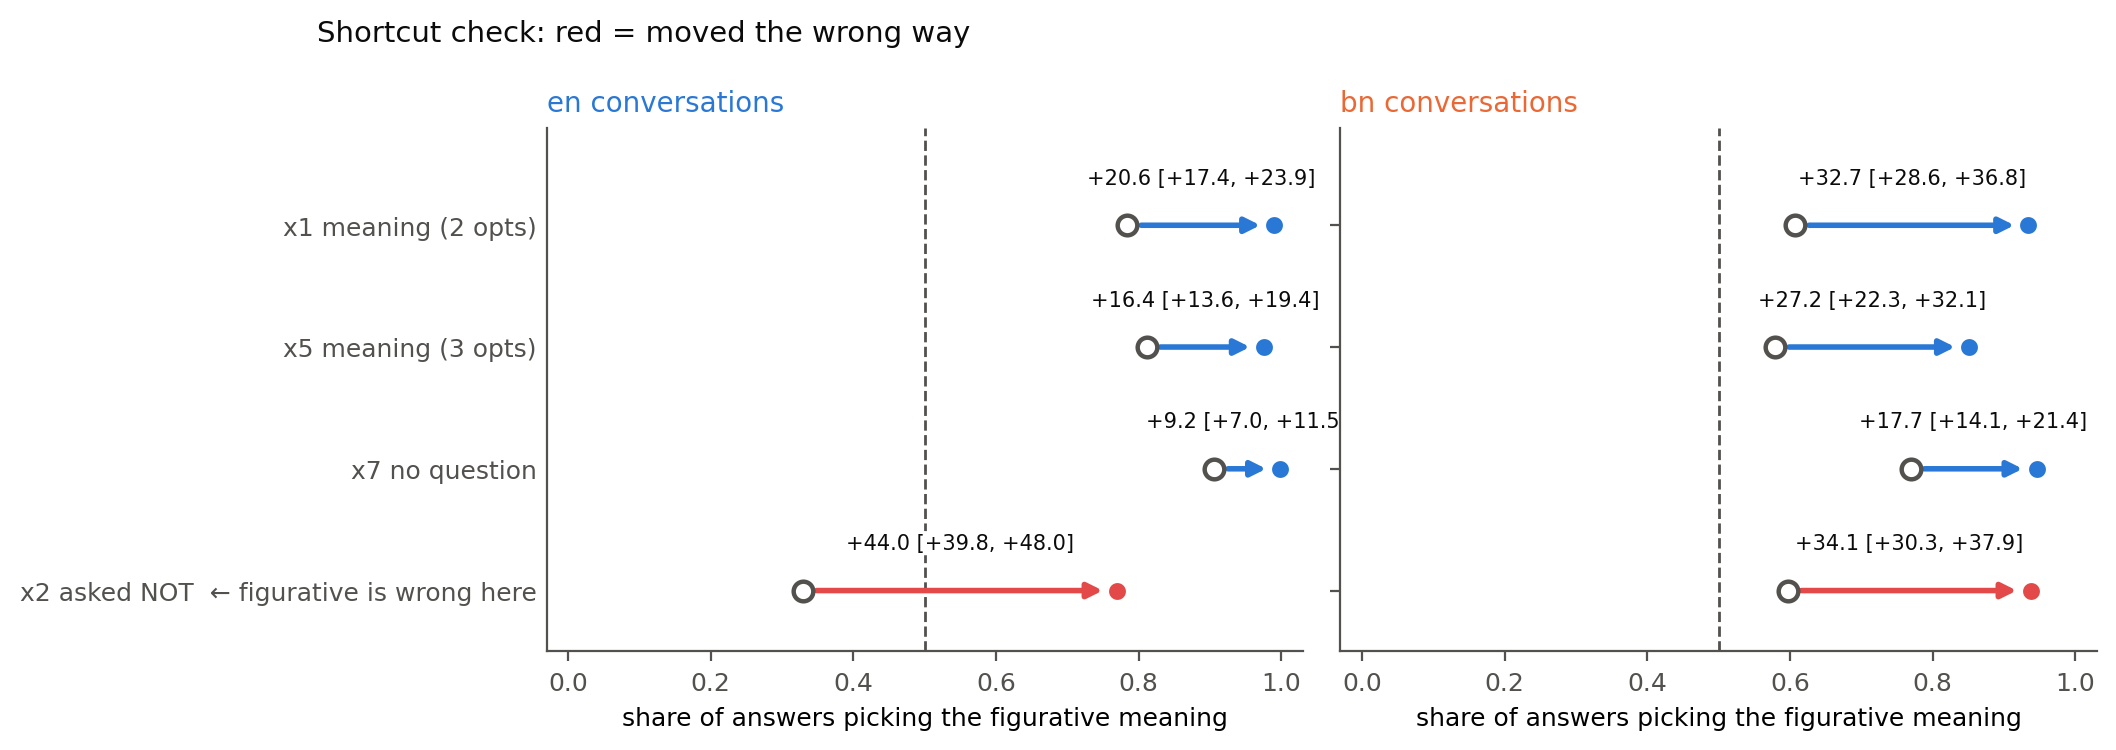 Shortcut check: red = moved the wrong way
en conversations
bn conversations
+20.6 [+17.4, +23.9]
+32.7 [+28.6, +36.8]
x1 meaning (2 opts)
+16.4 [+13.6, +19.4]
+27.2 [+22.3, +32.1]
x5 meaning (3 opts)
+9.2 [+7.0, +11.5
+17.7 [+14.1, +21.4]
x7 no question
+44.0 [+39.8, +48.0]
+34.1 [+30.3, +37.9]
x2 asked NOT ← figurative is wrong here
0.0 0.2 0.4 0.6 0.8 1.0
0.0 0.2 0.4 0.6 0.8 1.0
share of answers picking the figurative meaning
share of answers picking the figurative meaning